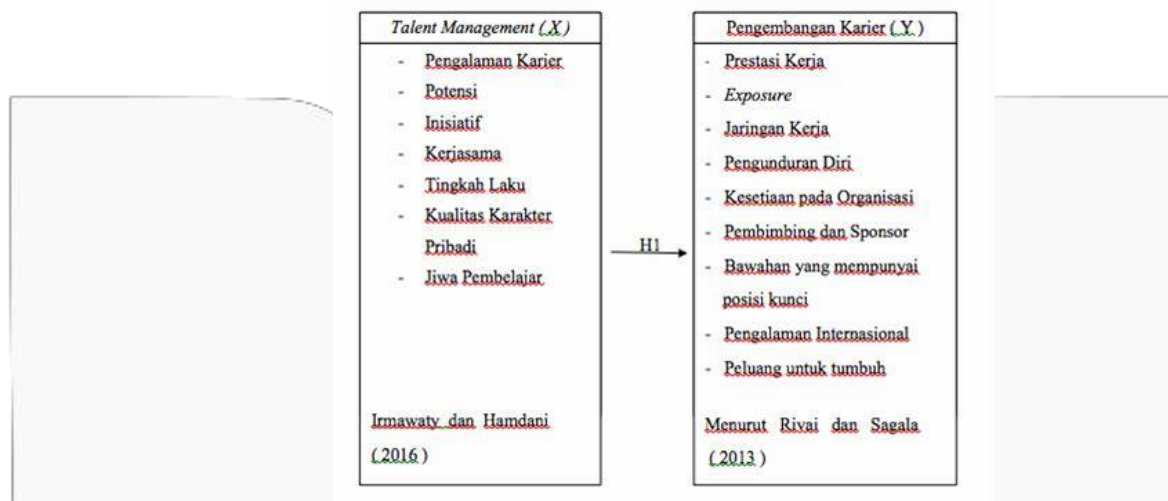 Talent Management ( X )
- Pengalaman Karier
- Potensi
- Inisiatif
- Kerjasama
- Tingkah Laku
- Kualitas Karakter
Pribadi
- Jiwa Pembelajar
Irmawaty dan Hamdani
( 2016 )
H1
Pengembangan Karier ( Y )
- Prestasi Kerja
- Exposure
- Jaringan Kerja
- Pengunduran Diri
- Kesetiaan pada Organisasi
- Pembimbing dan Sponsor
- Bawahan yang mempunyai
posisi kunci
- Pengalaman Internasional
- Peluang untuk tumbuh
Menurut Rivai dan Sagala
( 2013 )